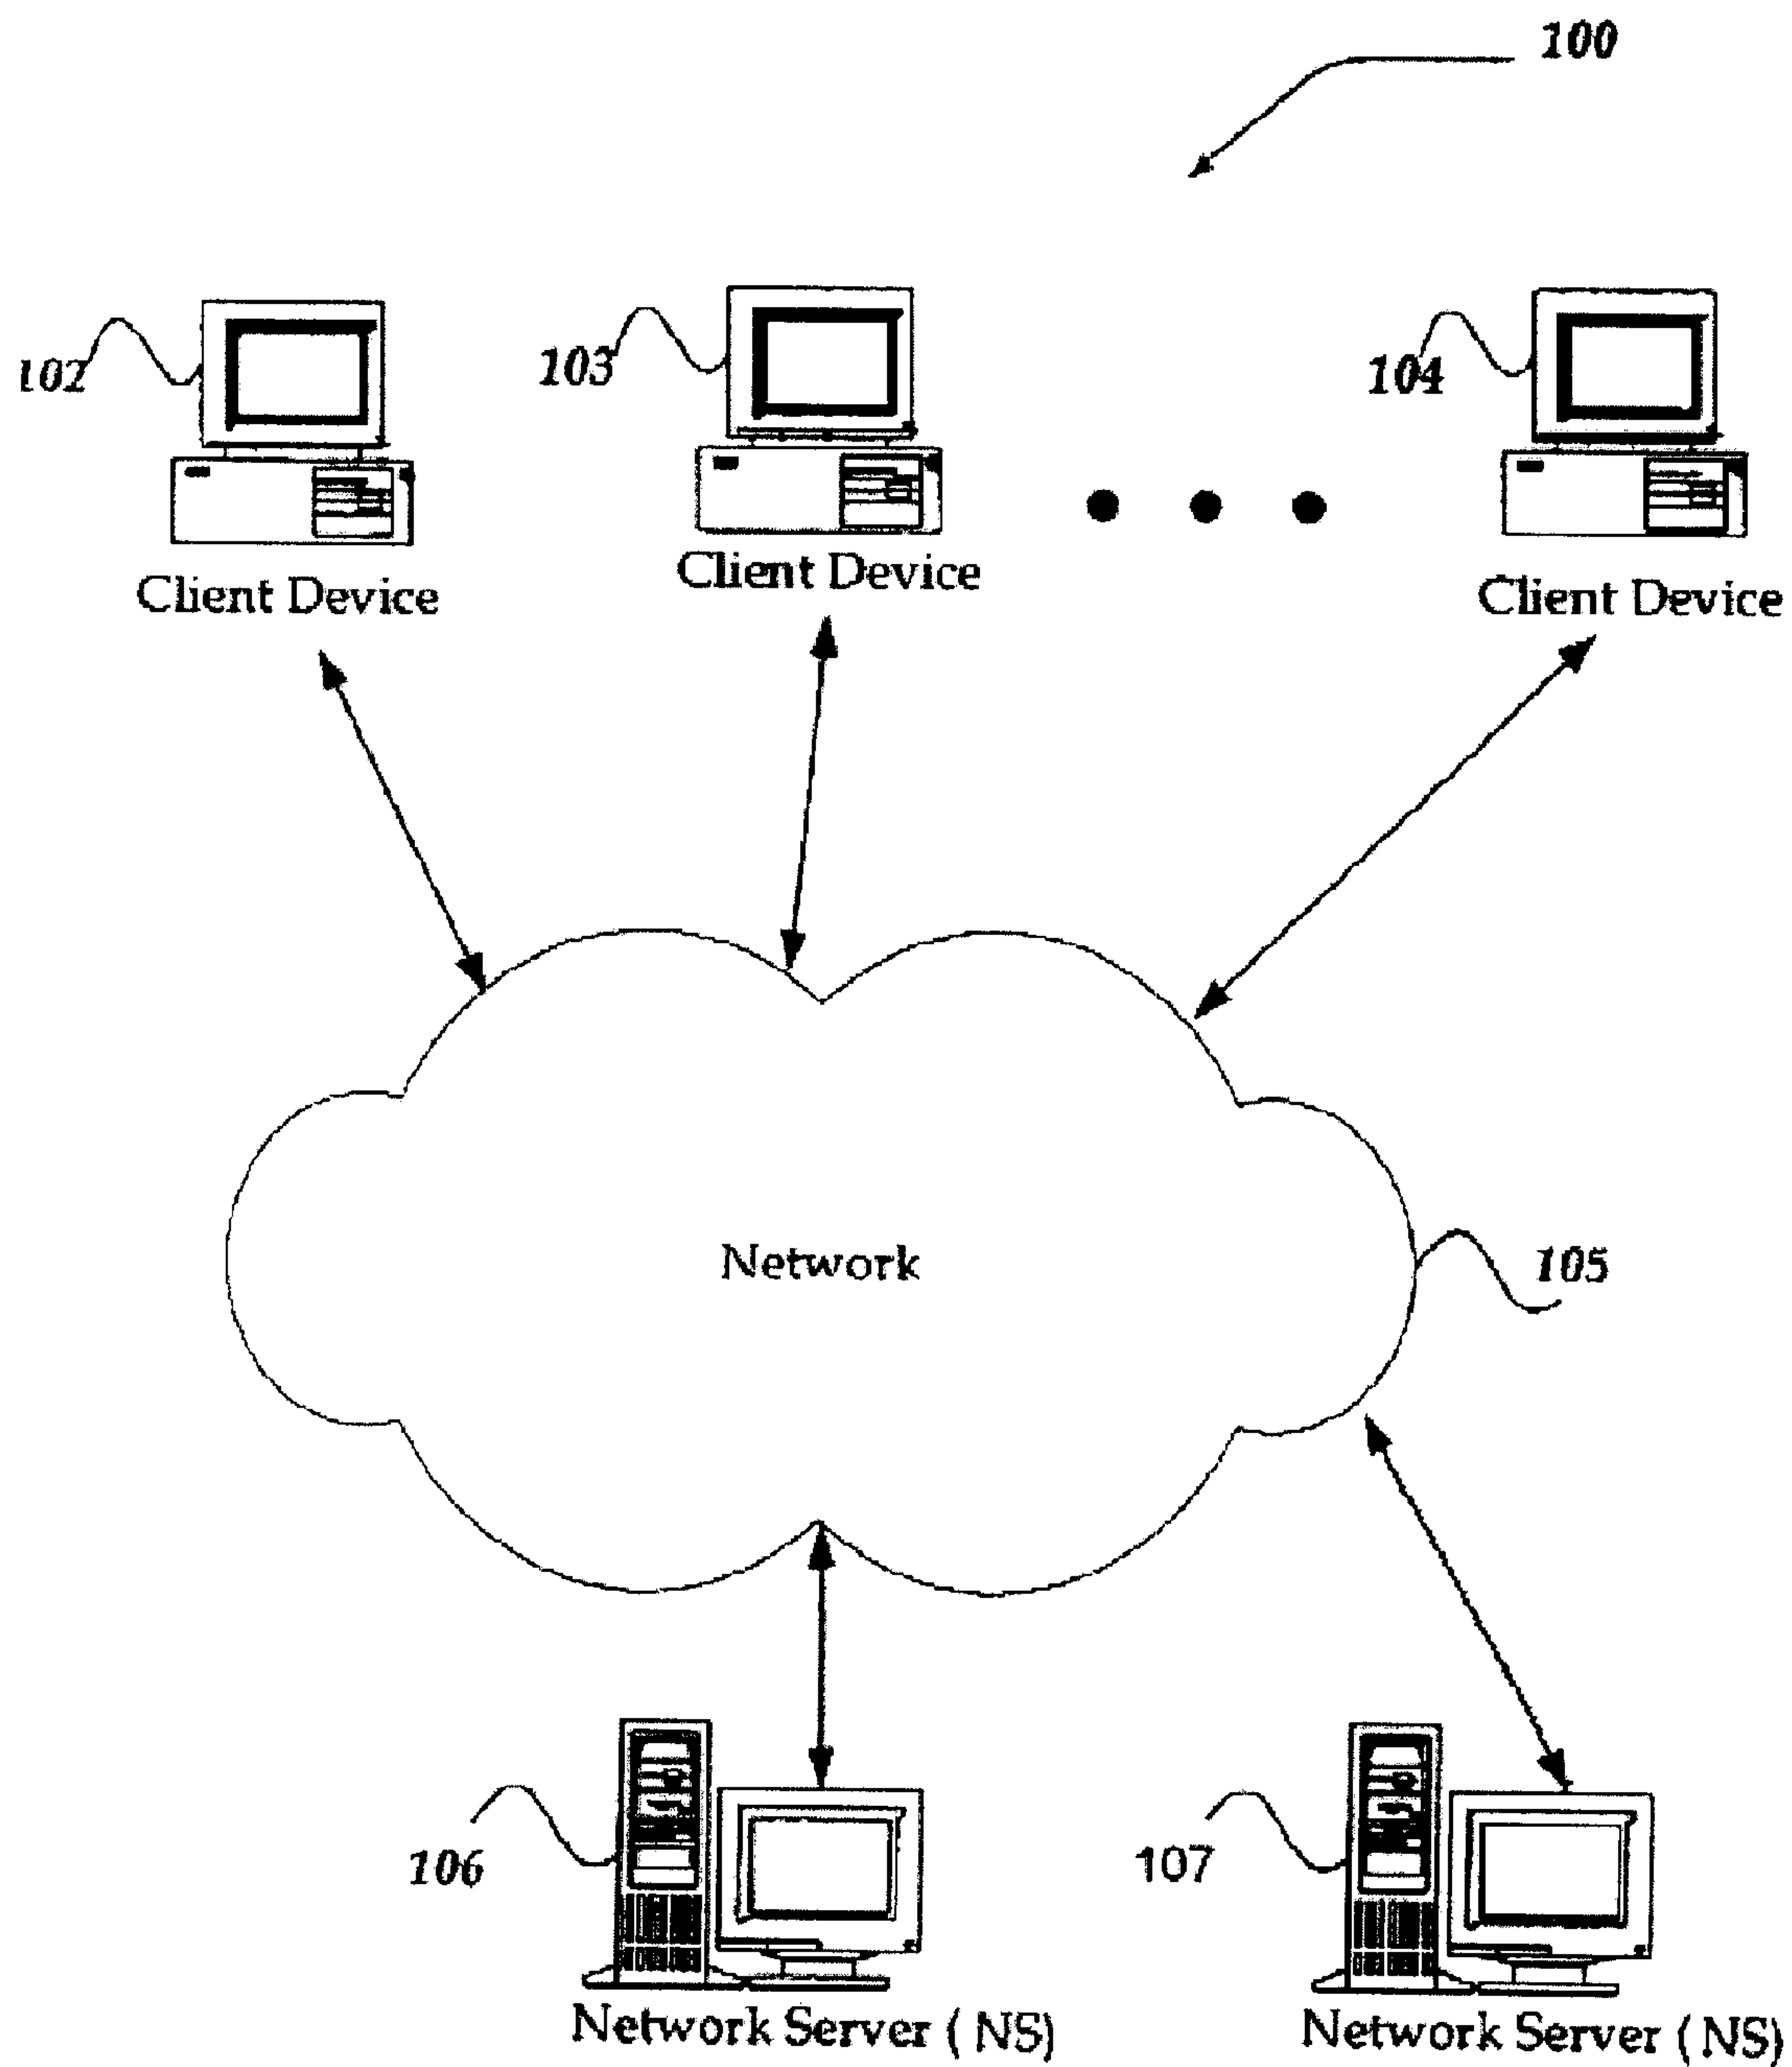 100
102
103
104
Client Device
Client Device
Client Device
Network
105
106
107
Network Server ( NS)
Network Server ( NS)